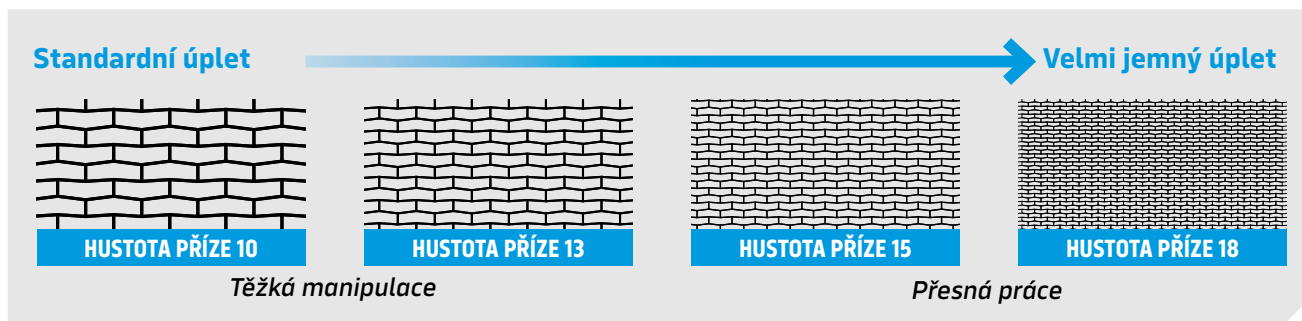 Standardní úplet
Velmi jemný úplet
HUSTOTA PŘÍZE 10
HUSTOTA PŘÍZE 13
HUSTOTA PŘÍZE 15
HUSTOTA PŘÍZE 18
Těžká manipulace
Přesná práce